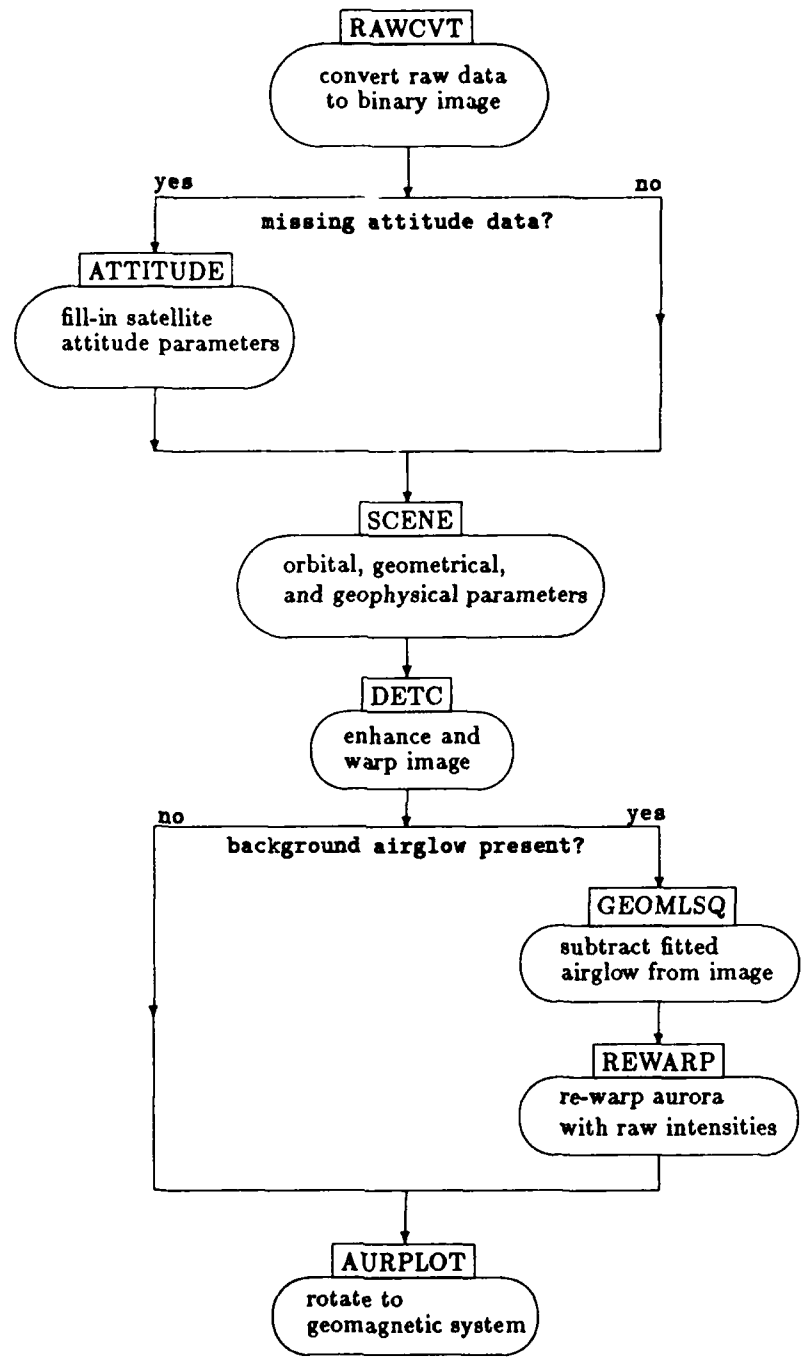 RAWCVT
convert raw data
to binary image
yes
no
missing attitude data?
ATTITUDE
fill-in satellite
attitude parameters
SCENE
orbital, geometrical,
and geophysical parameters
DETC
enhance and
warp image
no
yes
background airglow present?
GEOMLSQ
subtract fitted
airglow from image
REWARP
re-warp aurora
with raw intensities
AURPLOT
rotate to
geomagnetic system